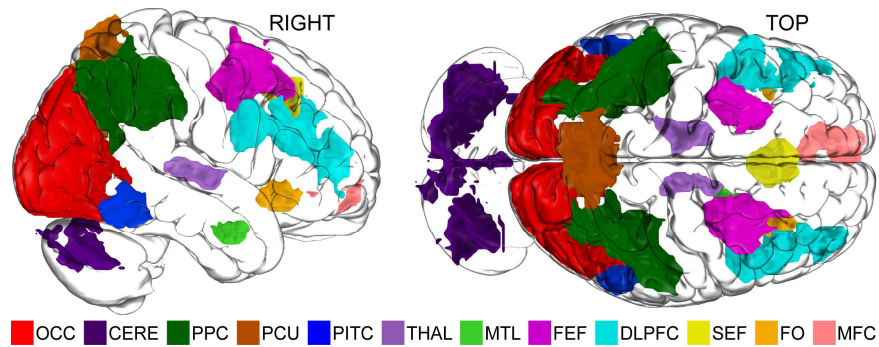 RIGHT
TOP
OCC CERE PPC PCU PITC THAL MTL FEF DLPFC SEF FO MFC